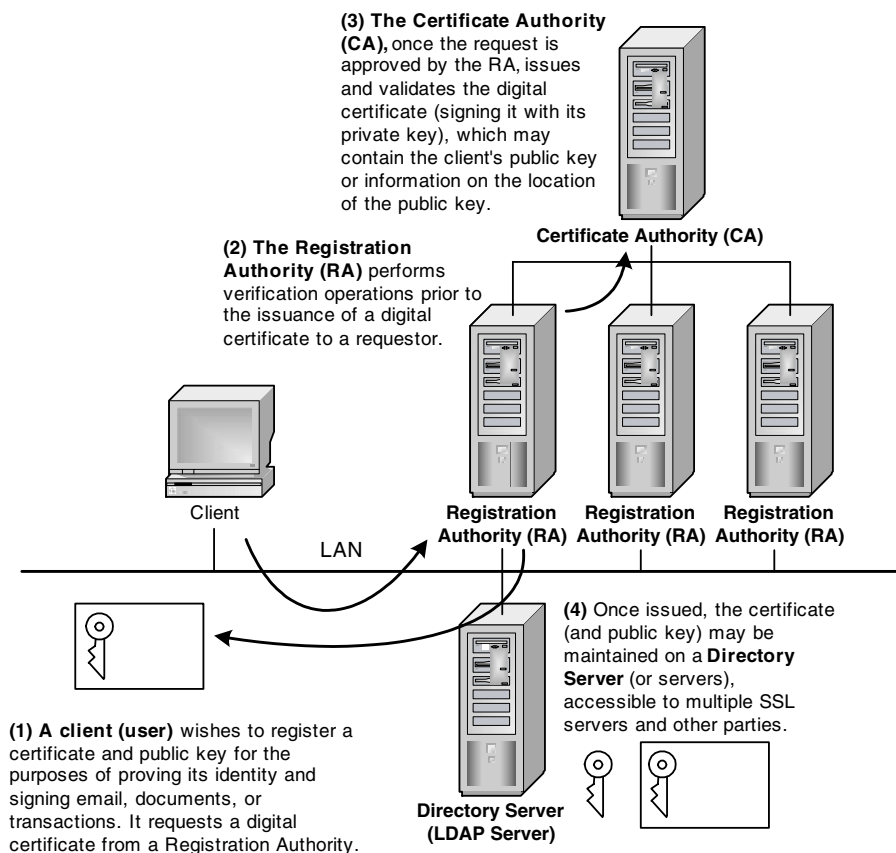 (3) The Certificate Authority
(CA), once the request is
approved by the RA, issues
and validates the digital
certificate (signing it with its
private key), which may
contain the client's public key
or information on the location
of the public key.
Certificate Authority (CA)
(2) The Registration
Authority (RA) performs
verification operations prior to
the issuance of a digital
certificate to a requestor.
Client
Registration
Authority (RA)
Registration
Authority (RA)
Registration
Authority (RA)
LAN
(4) Once issued, the certificate
(and public key) may be
maintained on a Directory
Server (or servers),
accessible to multiple SSL
servers and other parties.
(1) A client (user) wishes to register a
certificate and public key for the
purposes of proving its identity and
signing email, documents, or
transactions. It requests a digital
certificate from a Registration Authority.
Directory Server
(LDAP Server)